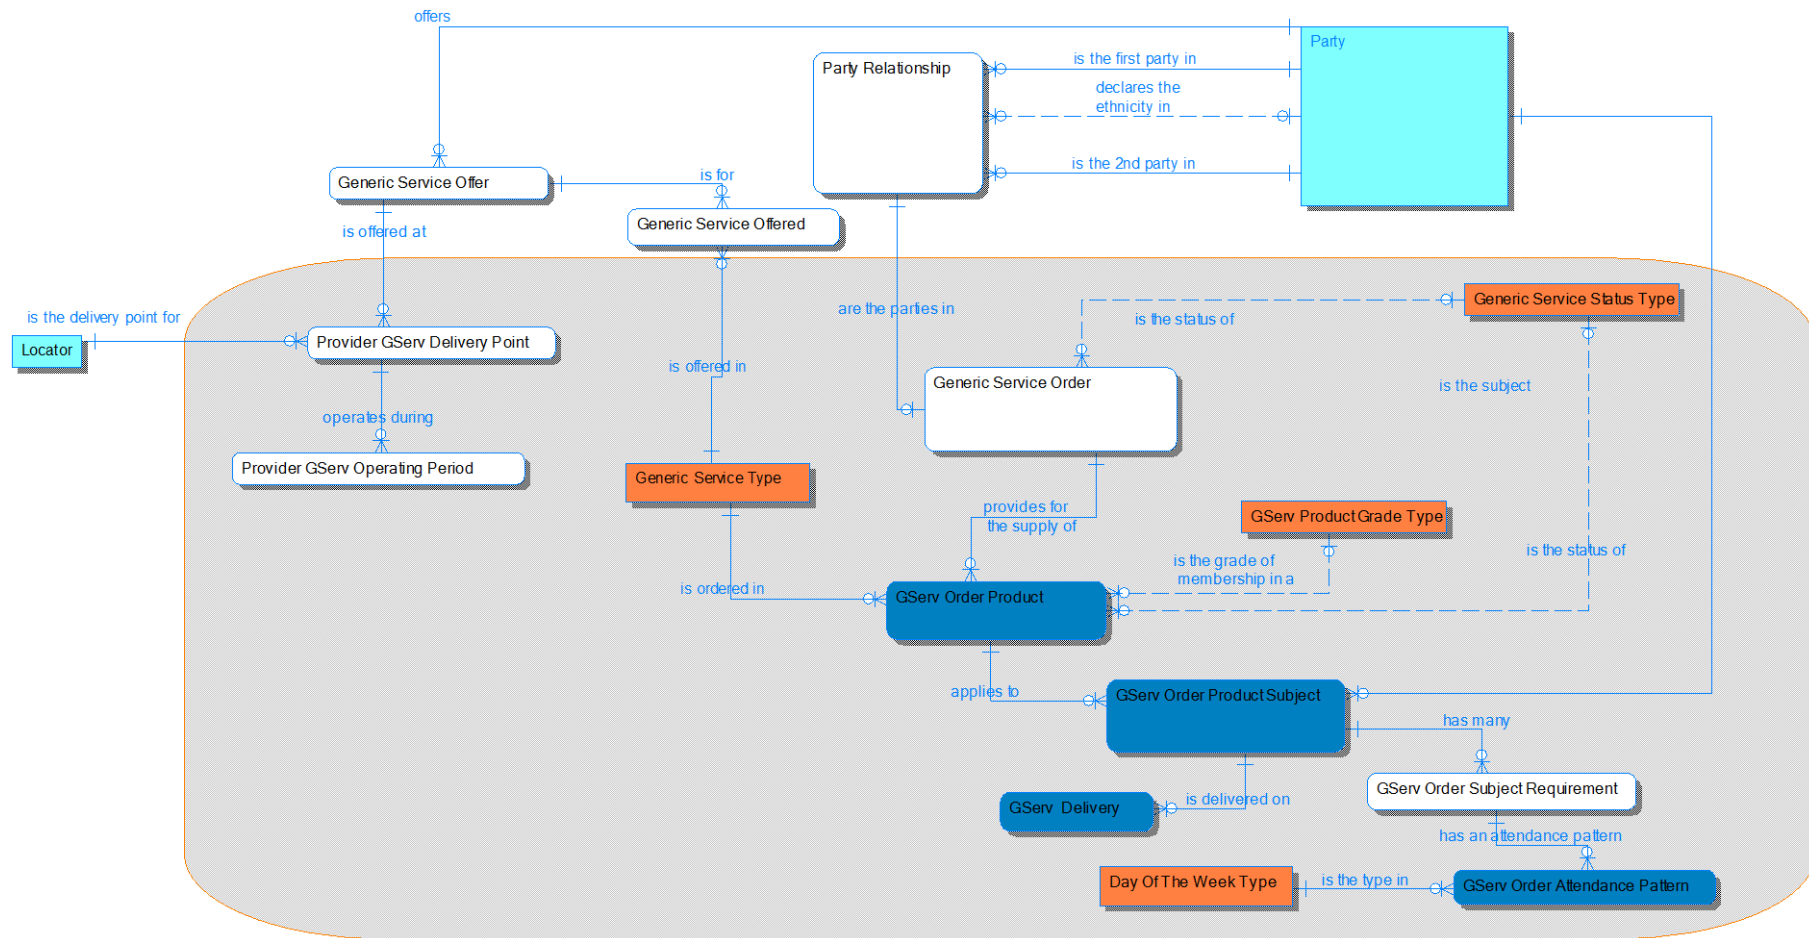 offers
Party
Party Relationship
is the first party in
declares the
ethnicity in
is the 2nd party in
Generic Service Offer
is for
Generic Service Offered
is offered at
is the delivery point for
Locator
Provider GServ Delivery Point
are the parties in
is the status of
Generic Service Status Type
is offered in
Generic Service Order
is the subject
operates during
Provider GServ Operating Period
Generic Service Type
provides for
the supply of
GServ Product Grade Type
is the grade of
membership in a
is the status of
is ordered in
GServ Order Product
applies to
GServ Order Product Subject
has many
GServ Order Subject Requirement
GServ  Delivery
is delivered on
has an attendance pattern
Day Of The Week Type
is the type in
GServ Order Attendance Pattern